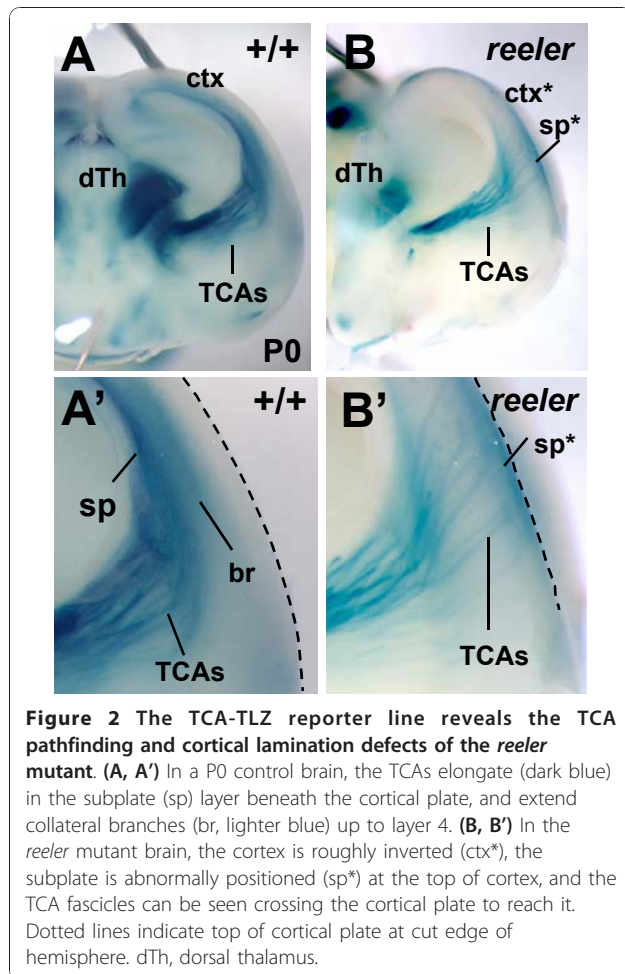 A
+/+
ctx
dTh
TCAs
P0
B
reeler
ctx*
sp*
dTh
TCAs
A’
+/+
sp
br
TCAs
B’
reeler
sp*
TCAs
Figure 2 The TCA-TLZ reporter line reveals the TCA
pathfinding and cortical lamination defects of the reeler
mutant. (A, A’) In a P0 control brain, the TCAs elongate (dark blue)
in the subplate (sp) layer beneath the cortical plate, and extend
collateral branches (br, lighter blue) up to layer 4. (B, B’) In the
reeler mutant brain, the cortex is roughly inverted (ctx*), the
subplate is abnormally positioned (sp*) at the top of cortex, and the
TCA fascicles can be seen crossing the cortical plate to reach it.
Dotted lines indicate top of cortical plate at cut edge of
hemisphere. dTh, dorsal thalamus.